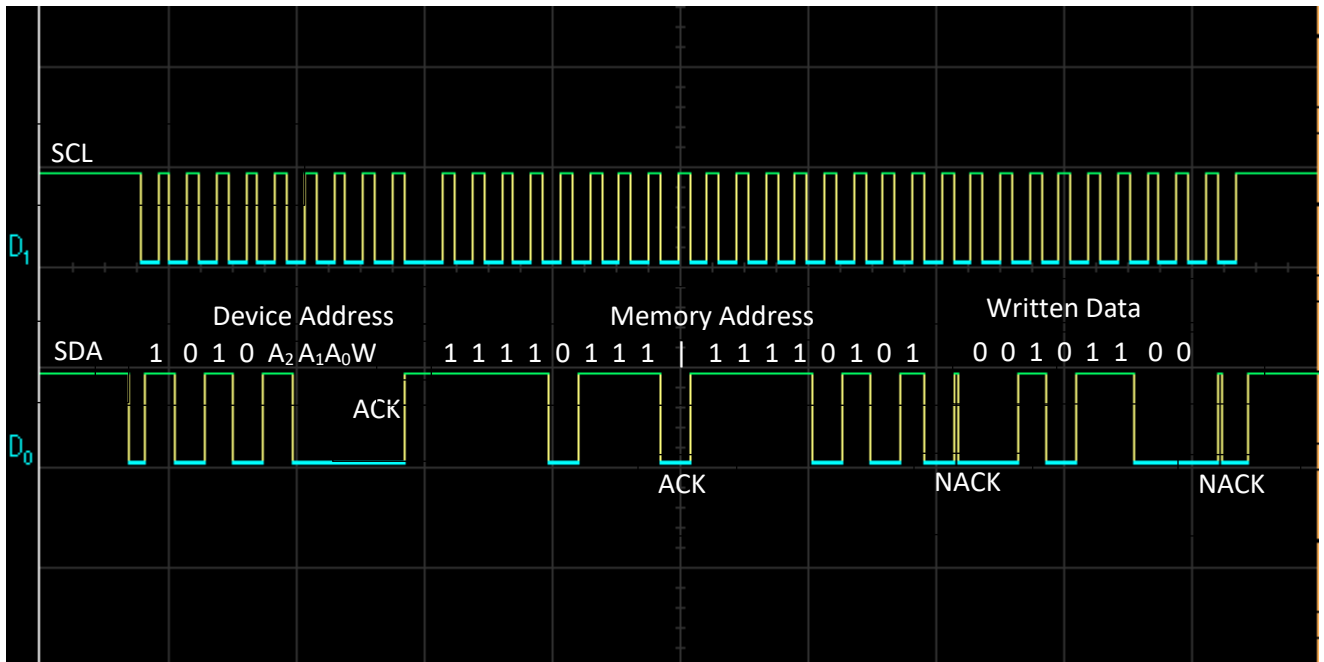 SCL
D₁
Device Address Memory Address Written Data
SDA 1 0 1 0 A₂ A₁A₀W 1 1 1 1 0 1 1 1 | 1 1 1 1 0 1 0 1 0 0 1 0 1 1 0 0
ACK
D₀
ACK NACK NACK